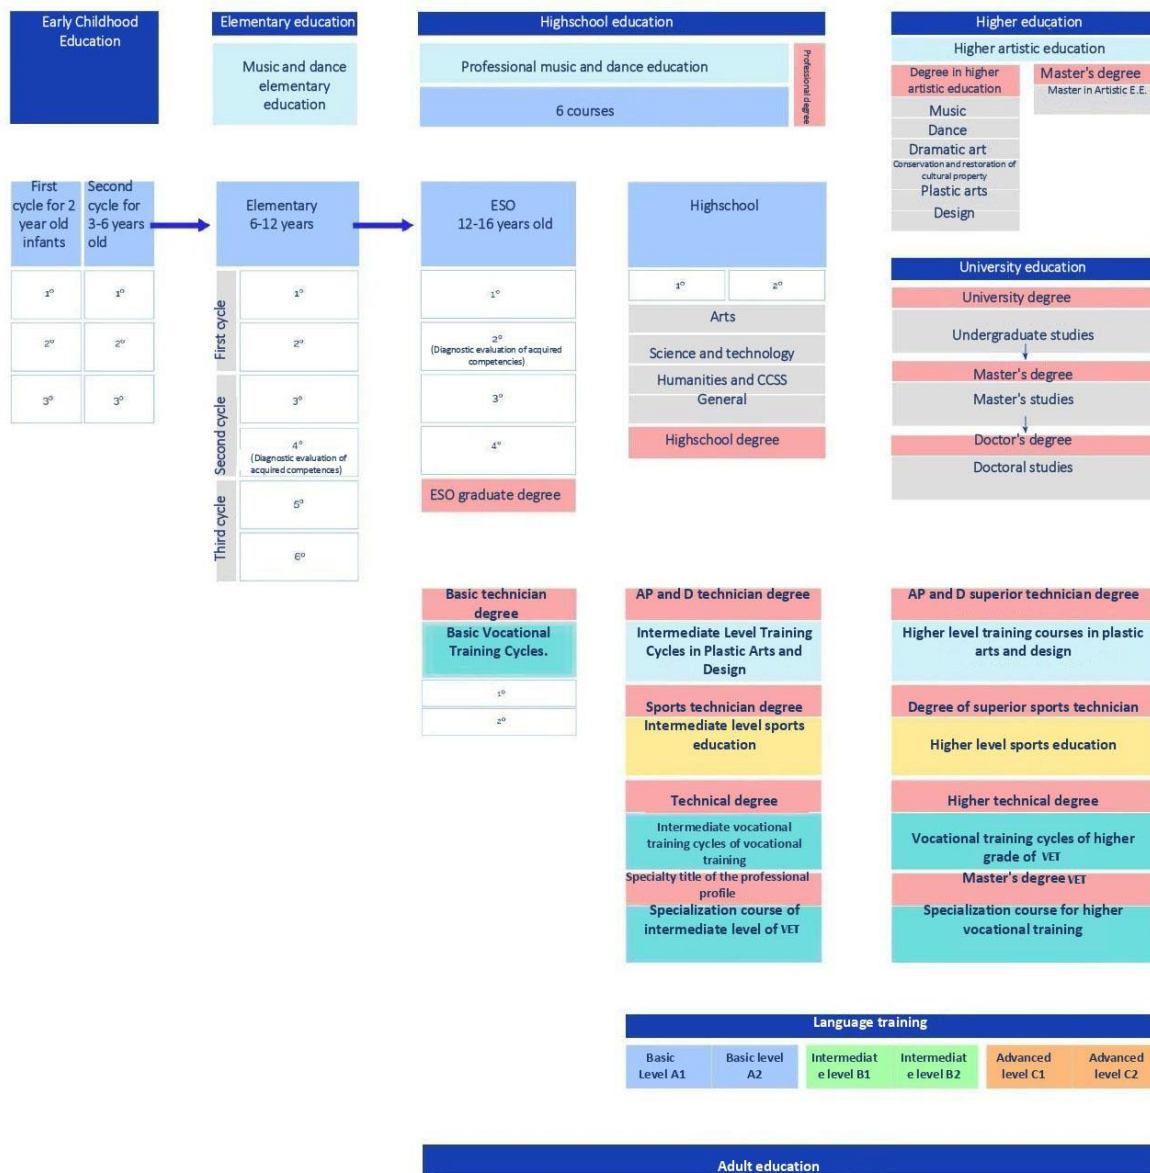 Early Childhood
Education
Elementary education
Highschool education
Higher education
Music and dance
elementary
education
Professional music and dance education
6 courses
Professional degree
Higher artistic education
Degree in higher
artistic education
Music
Dance
Dramatic art
Conservation and restoration of
cultural property
Plastic arts
Design
Master's degree
Master in Artistic E.E.
First
cycle for 2
year old
infants
Second
cycle for
3-6 years
old
Elementary
6-12 years
ESO
12-16 years old
Highschool
1º
2º
3º
1º
2º
3º
First cycle
Second cycle
Third cycle
1º
2º
3º
4º
(Diagnostic evaluation of
acquired competences)
5º
6º
1º
2º
(Diagnostic evaluation of acquired
competencies)
3º
4º
ESO graduate degree
1º
2º
Arts
Science and technology
Humanities and CCSS
General
Highschool degree
University education
University degree
Undergraduate studies
Master's degree
Master's studies
Doctor's degree
Doctoral studies
Basic technician
degree
Basic Vocational
Training Cycles.
1º
2º
AP and D technician degree
Intermediate Level Training
Cycles in Plastic Arts and
Design
Sports technician degree
Intermediate level sports
education
Technical degree
Intermediate vocational
training cycles of vocational
training
Specialty title of the professional
profile
Specialization course of
intermediate level of VET
AP and D superior technician degree
Higher level training courses in plastic
arts and design
Degree of superior sports technician
Higher level sports education
Higher technical degree
Vocational training cycles of higher
grade of VET
Master's degree VET
Specialization course for higher
vocational training
Language training
Basic
Level A1
Basic level
A2
Intermediat
e level B1
Intermediat
e level B2
Advanced
level C1
Advanced
level C2
Adult education